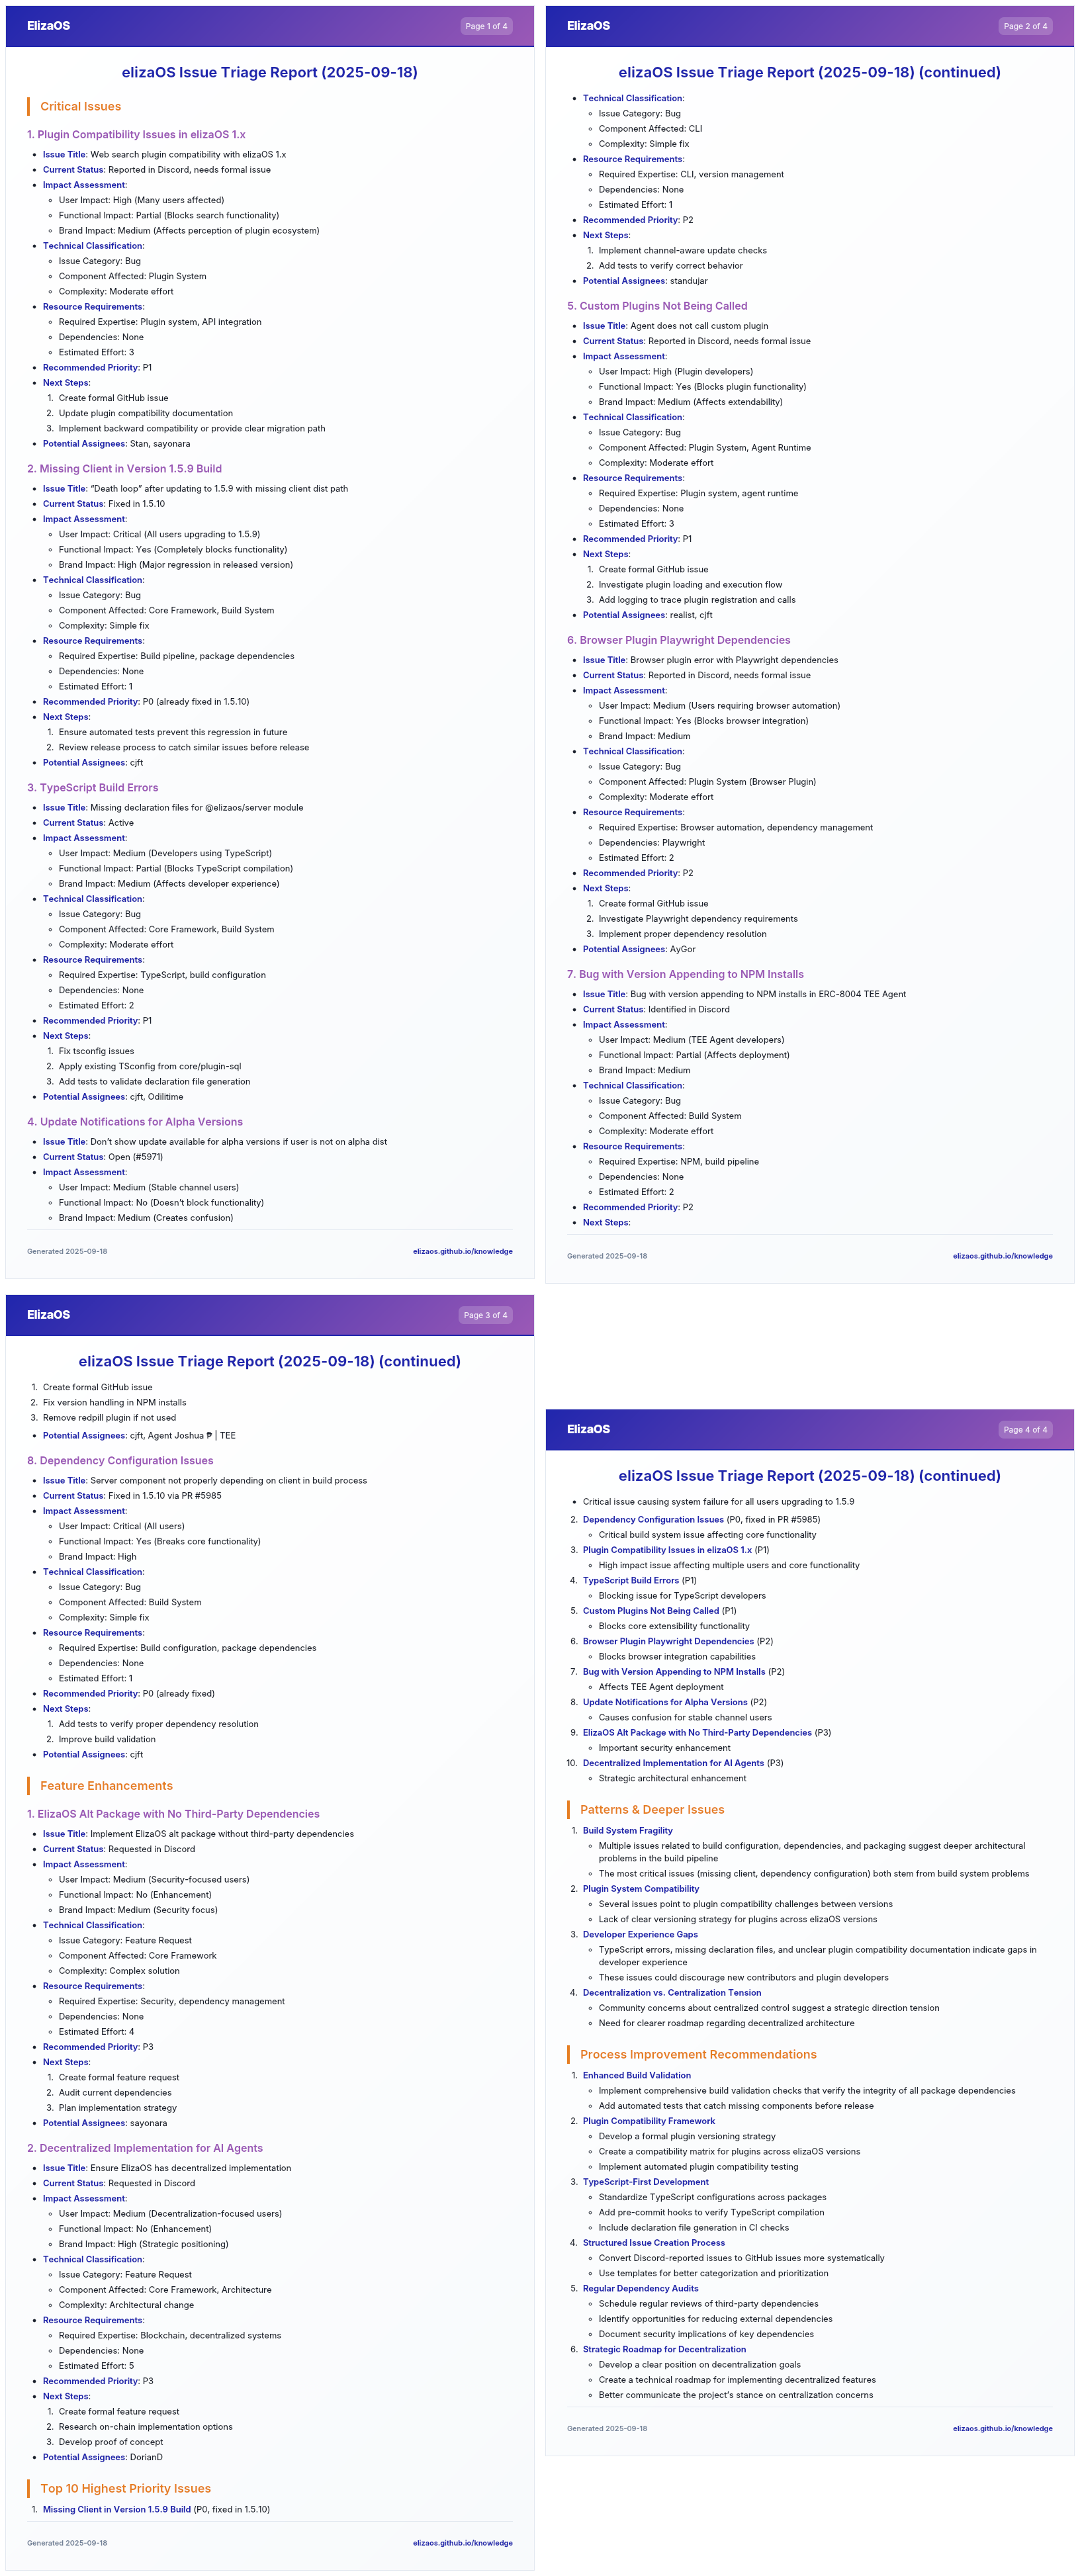 ElizaOS
Page 1 of 4
elizaOS Issue Triage Report (2025-09-18)
Critical Issues
1. Plugin Compatibility Issues in elizaOS 1.x
• Issue Title: Web search plugin compatibility with elizaOS 1.x
• Current Status: Reported in Discord, needs formal issue
• Impact Assessment:
◦ User Impact: High (Many users affected)
◦ Functional Impact: Partial (Blocks search functionality)
◦ Brand Impact: Medium (Affects perception of plugin ecosystem)
• Technical Classification:
◦ Issue Category: Bug
◦ Component Affected: Plugin System
◦ Complexity: Moderate effort
• Resource Requirements:
◦ Required Expertise: Plugin system, API integration
◦ Dependencies: None
◦ Estimated Effort: 3
• Recommended Priority: P1
• Next Steps:
1. Create formal GitHub issue
2. Update plugin compatibility documentation
3. Implement backward compatibility or provide clear migration path
• Potential Assignees: Stan, sayonara
2. Missing Client in Version 1.5.9 Build
• Issue Title: “Death loop” after updating to 1.5.9 with missing client dist path
• Current Status: Fixed in 1.5.10
• Impact Assessment:
◦ User Impact: Critical (All users upgrading to 1.5.9)
◦ Functional Impact: Yes (Completely blocks functionality)
◦ Brand Impact: High (Major regression in released version)
• Technical Classification:
◦ Issue Category: Bug
◦ Component Affected: Core Framework, Build System
◦ Complexity: Simple fix
• Resource Requirements:
◦ Required Expertise: Build pipeline, package dependencies
◦ Dependencies: None
◦ Estimated Effort: 1
• Recommended Priority: P0 (already fixed in 1.5.10)
• Next Steps:
1. Ensure automated tests prevent this regression in future
2. Review release process to catch similar issues before release
• Potential Assignees: cjft
3. TypeScript Build Errors
• Issue Title: Missing declaration files for @elizaos/server module
• Current Status: Active
• Impact Assessment:
◦ User Impact: Medium (Developers using TypeScript)
◦ Functional Impact: Partial (Blocks TypeScript compilation)
◦ Brand Impact: Medium (Affects developer experience)
• Technical Classification:
◦ Issue Category: Bug
◦ Component Affected: Core Framework, Build System
◦ Complexity: Moderate effort
• Resource Requirements:
◦ Required Expertise: TypeScript, build configuration
◦ Dependencies: None
◦ Estimated Effort: 2
• Recommended Priority: P1
• Next Steps:
1. Fix tsconfig issues
2. Apply existing TSconfig from core/plugin-sql
3. Add tests to validate declaration file generation
• Potential Assignees: cjft, Odilitime
4. Update Notifications for Alpha Versions
• Issue Title: Don’t show update available for alpha versions if user is not on alpha dist
• Current Status: Open (#5971)
• Impact Assessment:
◦ User Impact: Medium (Stable channel users)
◦ Functional Impact: No (Doesn’t block functionality)
◦ Brand Impact: Medium (Creates confusion)
Generated 2025-09-18
elizaos.github.io/knowledge
ElizaOS
Page 2 of 4
elizaOS Issue Triage Report (2025-09-18) (continued)
• Technical Classification:
◦ Issue Category: Bug
◦ Component Affected: CLI
◦ Complexity: Simple fix
• Resource Requirements:
◦ Required Expertise: CLI, version management
◦ Dependencies: None
◦ Estimated Effort: 1
• Recommended Priority: P2
• Next Steps:
1. Implement channel-aware update checks
2. Add tests to verify correct behavior
• Potential Assignees: standujar
5. Custom Plugins Not Being Called
• Issue Title: Agent does not call custom plugin
• Current Status: Reported in Discord, needs formal issue
• Impact Assessment:
◦ User Impact: High (Plugin developers)
◦ Functional Impact: Yes (Blocks plugin functionality)
◦ Brand Impact: Medium (Affects extendability)
• Technical Classification:
◦ Issue Category: Bug
◦ Component Affected: Plugin System, Agent Runtime
◦ Complexity: Moderate effort
• Resource Requirements:
◦ Required Expertise: Plugin system, agent runtime
◦ Dependencies: None
◦ Estimated Effort: 3
• Recommended Priority: P1
• Next Steps:
1. Create formal GitHub issue
2. Investigate plugin loading and execution flow
3. Add logging to trace plugin registration and calls
• Potential Assignees: realist, cjft
6. Browser Plugin Playwright Dependencies
• Issue Title: Browser plugin error with Playwright dependencies
• Current Status: Reported in Discord, needs formal issue
• Impact Assessment:
◦ User Impact: Medium (Users requiring browser automation)
◦ Functional Impact: Yes (Blocks browser integration)
◦ Brand Impact: Medium
• Technical Classification:
◦ Issue Category: Bug
◦ Component Affected: Plugin System (Browser Plugin)
◦ Complexity: Moderate effort
• Resource Requirements:
◦ Required Expertise: Browser automation, dependency management
◦ Dependencies: Playwright
◦ Estimated Effort: 2
• Recommended Priority: P2
• Next Steps:
1. Create formal GitHub issue
2. Investigate Playwright dependency requirements
3. Implement proper dependency resolution
• Potential Assignees: AyGor
7. Bug with Version Appending to NPM Installs
• Issue Title: Bug with version appending to NPM installs in ERC-8004 TEE Agent
• Current Status: Identified in Discord
• Impact Assessment:
◦ User Impact: Medium (TEE Agent developers)
◦ Functional Impact: Partial (Affects deployment)
◦ Brand Impact: Medium
• Technical Classification:
◦ Issue Category: Bug
◦ Component Affected: Build System
◦ Complexity: Moderate effort
• Resource Requirements:
◦ Required Expertise: NPM, build pipeline
◦ Dependencies: None
◦ Estimated Effort: 2
• Recommended Priority: P2
• Next Steps:
Generated 2025-09-18
elizaos.github.io/knowledge
ElizaOS
Page 3 of 4
elizaOS Issue Triage Report (2025-09-18) (continued)
1. Create formal GitHub issue
2. Fix version handling in NPM installs
3. Remove redpill plugin if not used
• Potential Assignees: cjft, Agent Joshua ₱ | TEE
8. Dependency Configuration Issues
• Issue Title: Server component not properly depending on client in build process
• Current Status: Fixed in 1.5.10 via PR #5985
• Impact Assessment:
◦ User Impact: Critical (All users)
◦ Functional Impact: Yes (Breaks core functionality)
◦ Brand Impact: High
• Technical Classification:
◦ Issue Category: Bug
◦ Component Affected: Build System
◦ Complexity: Simple fix
• Resource Requirements:
◦ Required Expertise: Build configuration, package dependencies
◦ Dependencies: None
◦ Estimated Effort: 1
• Recommended Priority: P0 (already fixed)
• Next Steps:
1. Add tests to verify proper dependency resolution
2. Improve build validation
• Potential Assignees: cjft
Feature Enhancements
1. ElizaOS Alt Package with No Third-Party Dependencies
• Issue Title: Implement ElizaOS alt package without third-party dependencies
• Current Status: Requested in Discord
• Impact Assessment:
◦ User Impact: Medium (Security-focused users)
◦ Functional Impact: No (Enhancement)
◦ Brand Impact: Medium (Security focus)
• Technical Classification:
◦ Issue Category: Feature Request
◦ Component Affected: Core Framework
◦ Complexity: Complex solution
• Resource Requirements:
◦ Required Expertise: Security, dependency management
◦ Dependencies: None
◦ Estimated Effort: 4
• Recommended Priority: P3
• Next Steps:
1. Create formal feature request
2. Audit current dependencies
3. Plan implementation strategy
• Potential Assignees: sayonara
2. Decentralized Implementation for AI Agents
• Issue Title: Ensure ElizaOS has decentralized implementation
• Current Status: Requested in Discord
• Impact Assessment:
◦ User Impact: Medium (Decentralization-focused users)
◦ Functional Impact: No (Enhancement)
◦ Brand Impact: High (Strategic positioning)
• Technical Classification:
◦ Issue Category: Feature Request
◦ Component Affected: Core Framework, Architecture
◦ Complexity: Architectural change
• Resource Requirements:
◦ Required Expertise: Blockchain, decentralized systems
◦ Dependencies: None
◦ Estimated Effort: 5
• Recommended Priority: P3
• Next Steps:
1. Create formal feature request
2. Research on-chain implementation options
3. Develop proof of concept
• Potential Assignees: DorianD
Top 10 Highest Priority Issues
1. Missing Client in Version 1.5.9 Build (P0, fixed in 1.5.10)
Generated 2025-09-18
elizaos.github.io/knowledge
ElizaOS
Page 4 of 4
elizaOS Issue Triage Report (2025-09-18) (continued)
• Critical issue causing system failure for all users upgrading to 1.5.9
2. Dependency Configuration Issues (P0, fixed in PR #5985)
◦ Critical build system issue affecting core functionality
3. Plugin Compatibility Issues in elizaOS 1.x (P1)
◦ High impact issue affecting multiple users and core functionality
4. TypeScript Build Errors (P1)
◦ Blocking issue for TypeScript developers
5. Custom Plugins Not Being Called (P1)
◦ Blocks core extensibility functionality
6. Browser Plugin Playwright Dependencies (P2)
◦ Blocks browser integration capabilities
7. Bug with Version Appending to NPM Installs (P2)
◦ Affects TEE Agent deployment
8. Update Notifications for Alpha Versions (P2)
◦ Causes confusion for stable channel users
9. ElizaOS Alt Package with No Third-Party Dependencies (P3)
◦ Important security enhancement
10. Decentralized Implementation for AI Agents (P3)
◦ Strategic architectural enhancement
Patterns & Deeper Issues
1. Build System Fragility
◦ Multiple issues related to build configuration, dependencies, and packaging suggest deeper architectural
problems in the build pipeline
◦ The most critical issues (missing client, dependency configuration) both stem from build system problems
2. Plugin System Compatibility
◦ Several issues point to plugin compatibility challenges between versions
◦ Lack of clear versioning strategy for plugins across elizaOS versions
3. Developer Experience Gaps
◦ TypeScript errors, missing declaration files, and unclear plugin compatibility documentation indicate gaps in
developer experience
◦ These issues could discourage new contributors and plugin developers
4. Decentralization vs. Centralization Tension
◦ Community concerns about centralized control suggest a strategic direction tension
◦ Need for clearer roadmap regarding decentralized architecture
Process Improvement Recommendations
1. Enhanced Build Validation
◦ Implement comprehensive build validation checks that verify the integrity of all package dependencies
◦ Add automated tests that catch missing components before release
2. Plugin Compatibility Framework
◦ Develop a formal plugin versioning strategy
◦ Create a compatibility matrix for plugins across elizaOS versions
◦ Implement automated plugin compatibility testing
3. TypeScript-First Development
◦ Standardize TypeScript configurations across packages
◦ Add pre-commit hooks to verify TypeScript compilation
◦ Include declaration file generation in CI checks
4. Structured Issue Creation Process
◦ Convert Discord-reported issues to GitHub issues more systematically
◦ Use templates for better categorization and prioritization
5. Regular Dependency Audits
◦ Schedule regular reviews of third-party dependencies
◦ Identify opportunities for reducing external dependencies
◦ Document security implications of key dependencies
6. Strategic Roadmap for Decentralization
◦ Develop a clear position on decentralization goals
◦ Create a technical roadmap for implementing decentralized features
◦ Better communicate the project’s stance on centralization concerns
Generated 2025-09-18
elizaos.github.io/knowledge